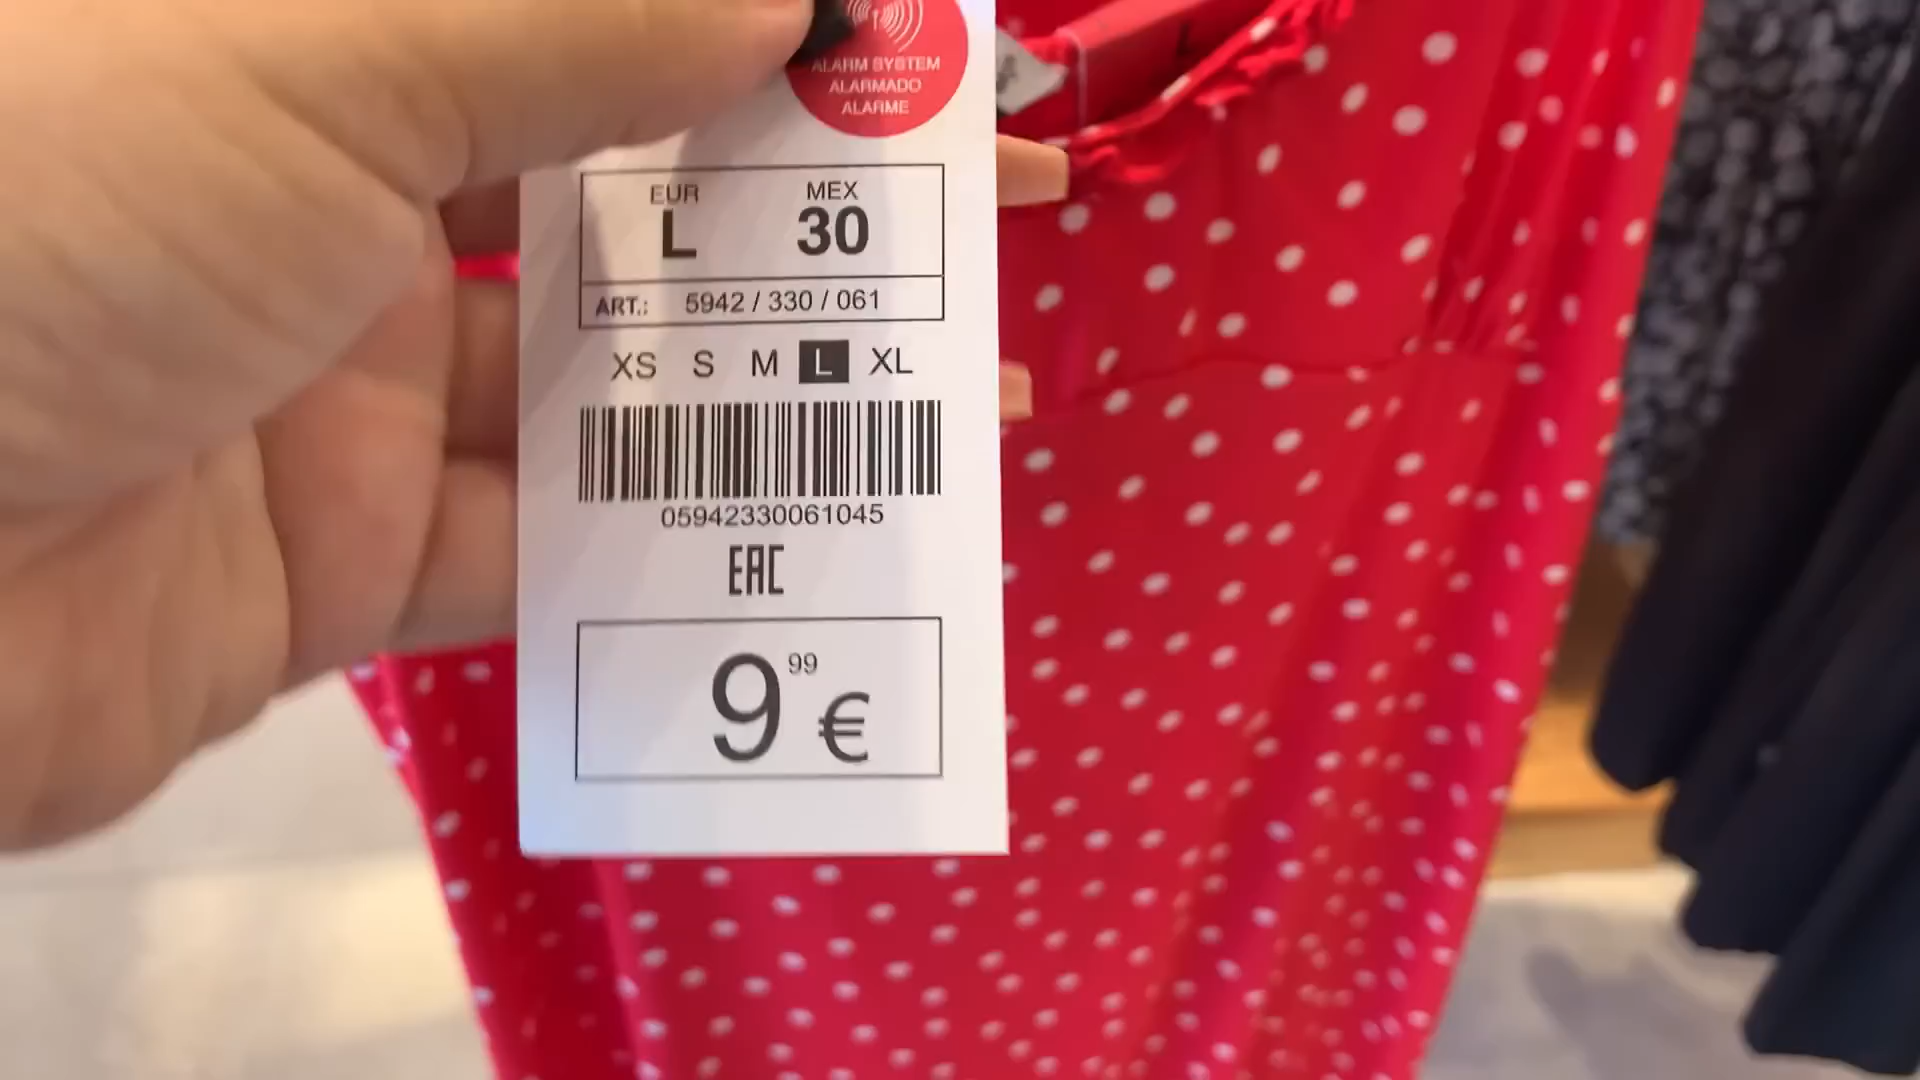 ALARM SYSTEM
ALARMADO
ALARME
EUR MEX
L 30
ART.: 5942 / 330 / 061
XS S M L XL
05942330061045
EAC
9 99 €